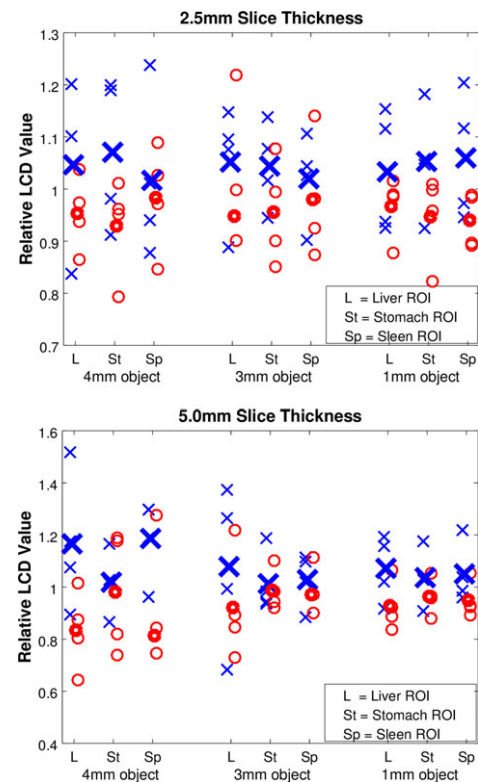 2.5mm Slice Thickness
1.3
1.2
1.1
1
0.9
0.8
0.7
Relative LCD Value
L = Liver ROI
St = Stomach ROI
Sp = Sleen ROI
L St Sp L St Sp L St Sp
4mm object 3mm object 1mm object
5.0mm Slice Thickness
1.6
1.4
1.2
1
0.8
0.6
0.4
Relative LCD Value
L = Liver ROI
St = Stomach ROI
Sp = Sleen ROI
L St Sp L St Sp L St Sp
4mm object 3mm object 1mm object